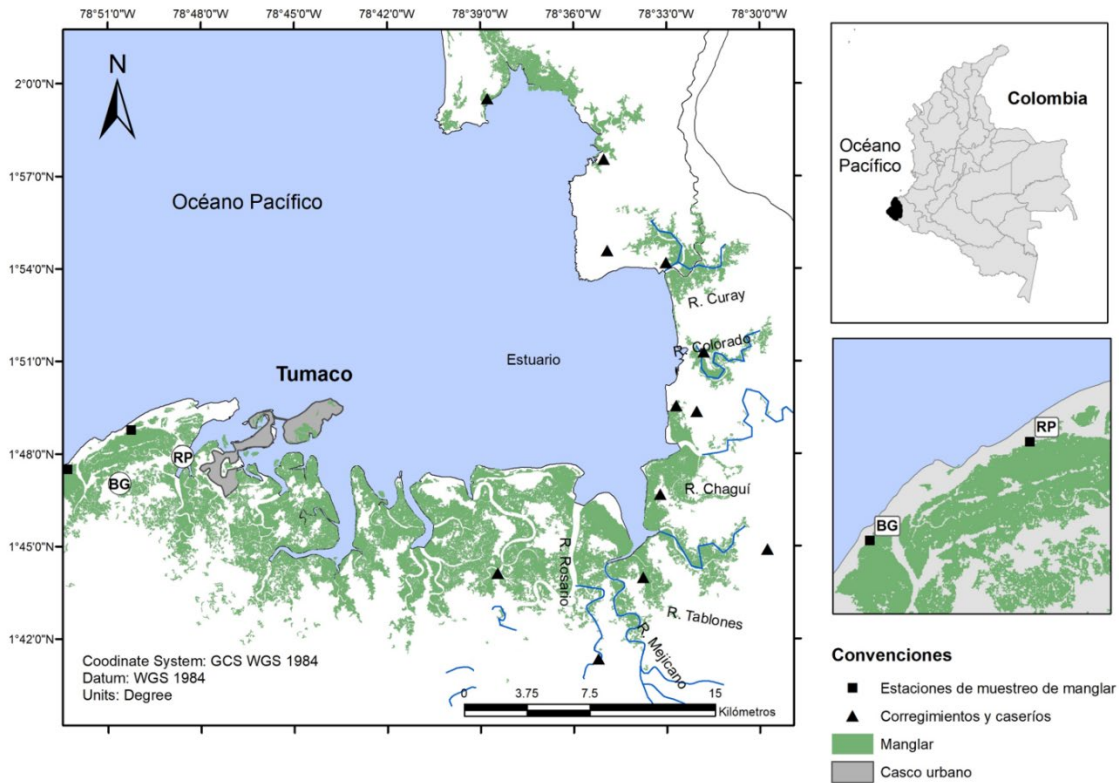 78°51'0"W 78°48'0"W 78°45'0"W 78°42'0"W 78°39'0"W 78°36'0"W 78°33'0"W 78°30'0"W
N
2°0'0"N
1°57'0"N
1°54'0"N
1°51'0"N
1°48'0"N
1°45'0"N
1°42'0"N
Océano Pacífico
R. Curay
R. Colorado
Estuario
Tumaco
RP
BG
R. Chaguí
R. Rosario
R. Tablones
R. Mejicano
Coodinate System: GCS WGS 1984
Datum: WGS 1984
Units: Degree
0 3.75 7.5 15
Kilómetros
Colombia
Océano
Pacífico
RP
BG
Convenciones
Estaciones de muestreo de manglar
Corregimientos y caseríos
Manglar
Casco urbano